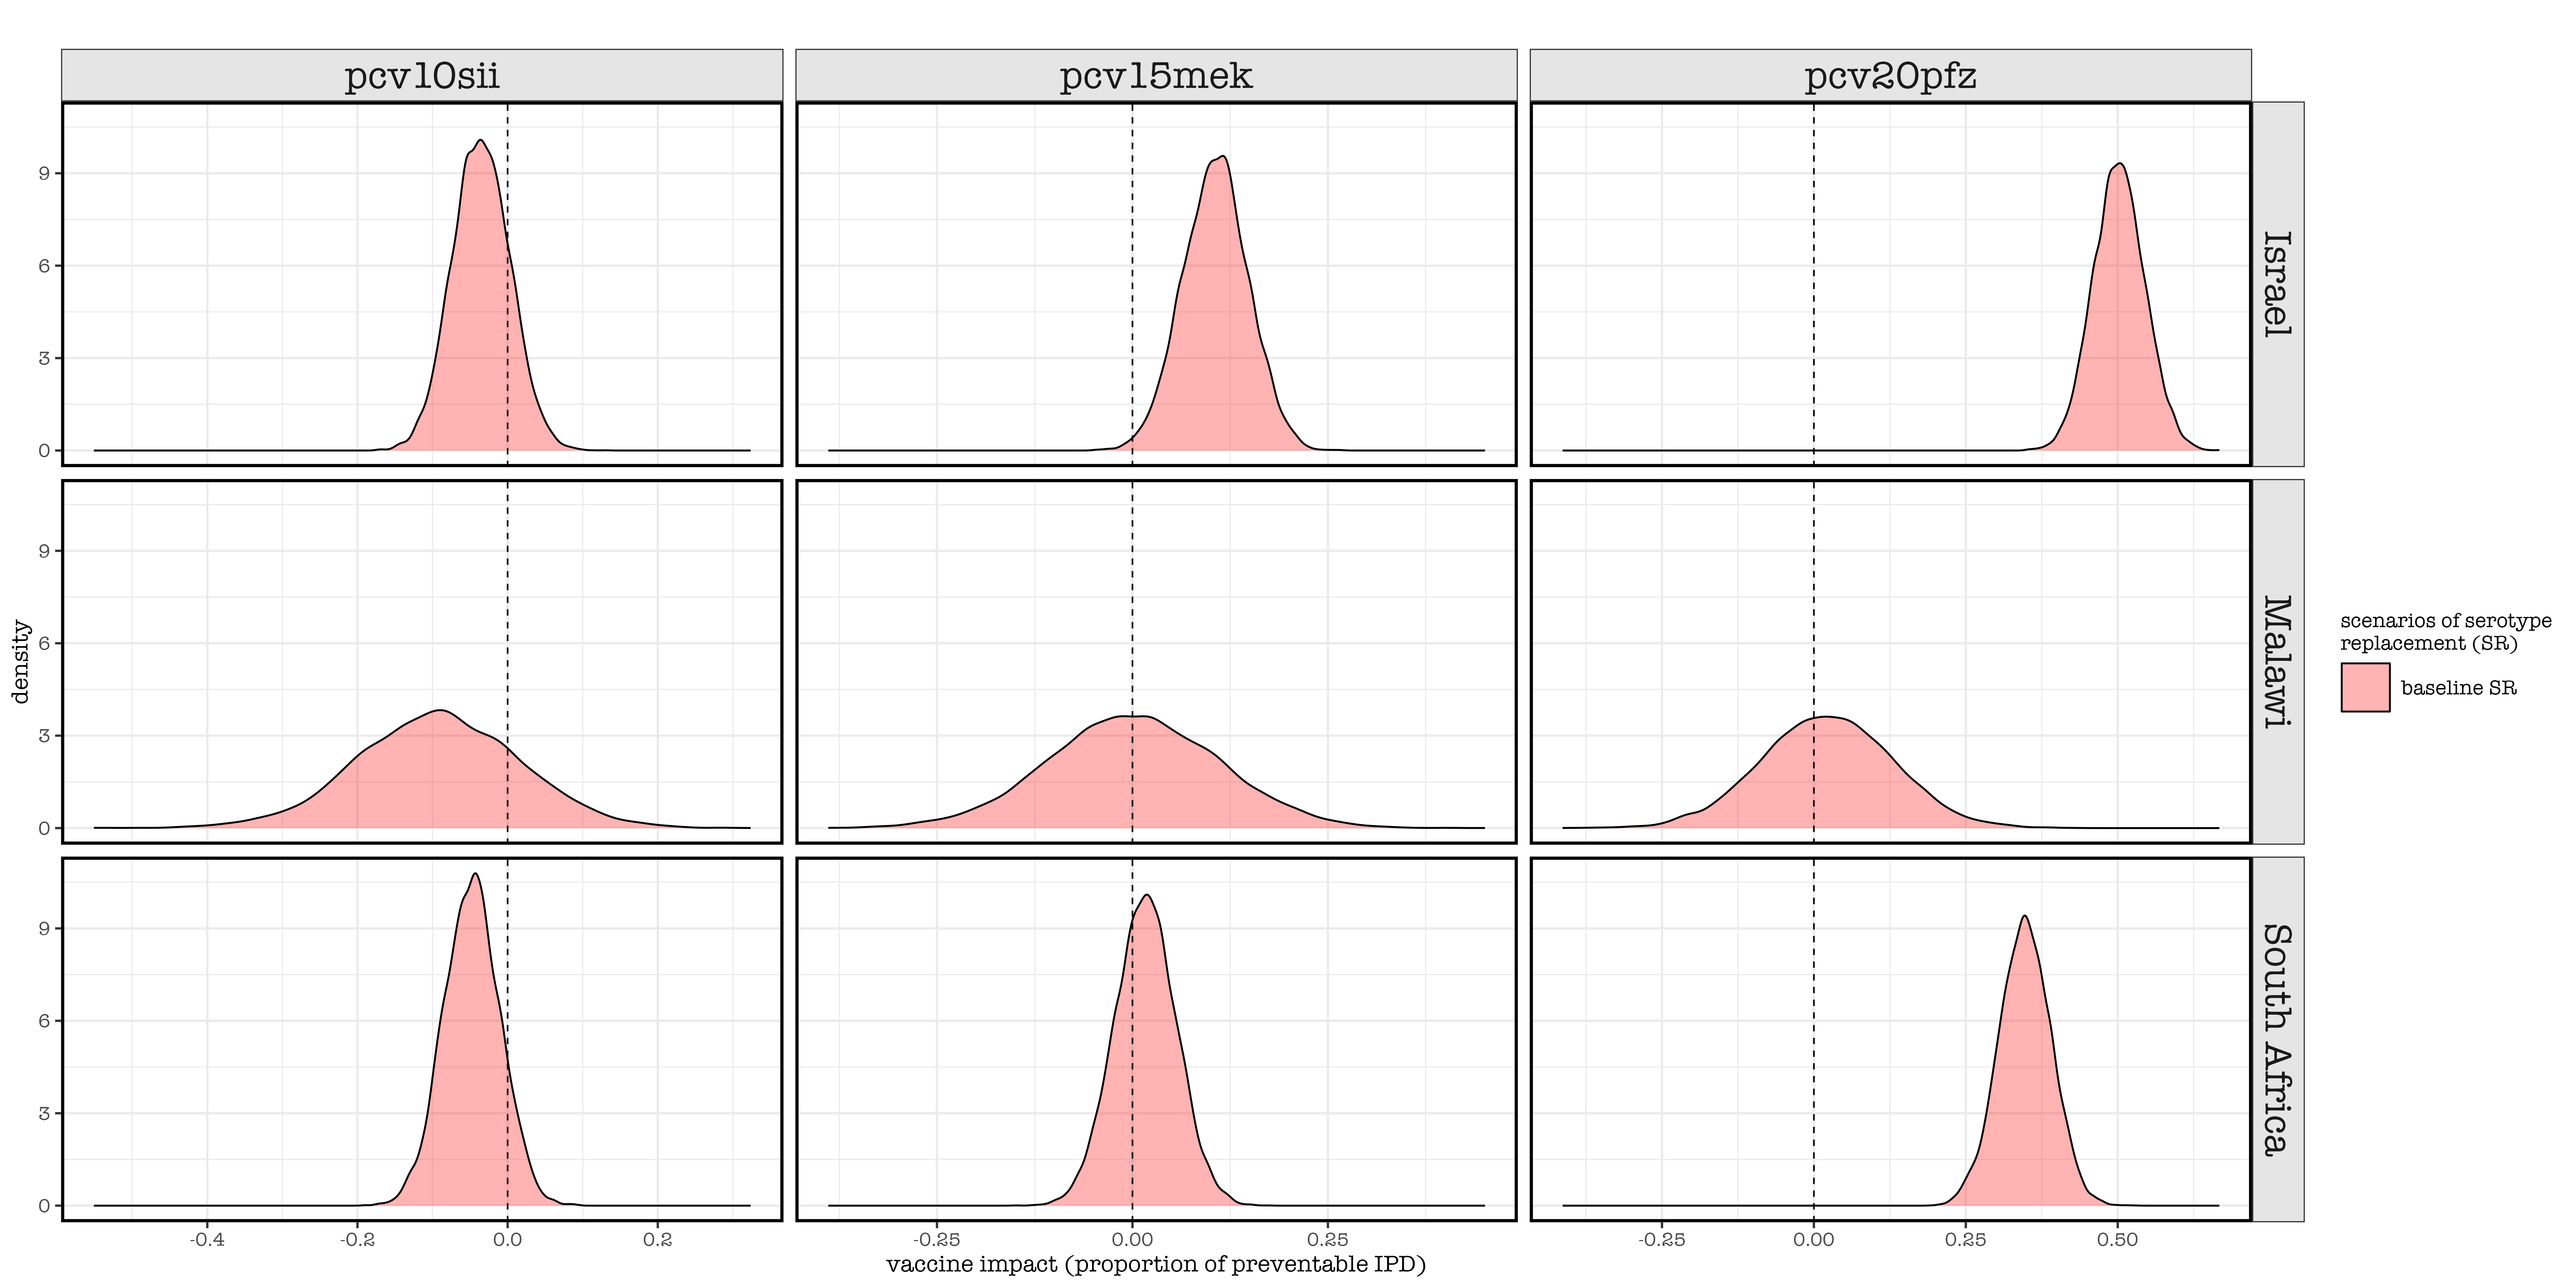 pcv10sii pcv15mek pcv20pfz
9
6
3
0
Israel
9
6
3
0
Malawi
9
6
3
0
South Africa
density
-0.4 -0.2 0.0 0.2
-0.25 0.00 0.25
-0.25 0.00 0.25 0.50
vaccine impact (proportion of preventable IPD)
scenarios of serotype
replacement (SR)
baseline SR